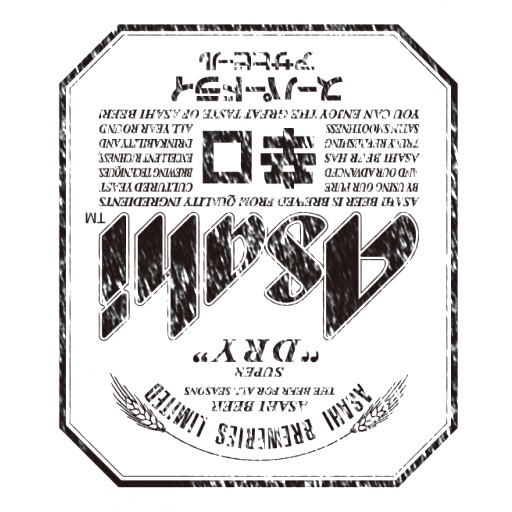 ASAHI BREWERIES LIMITED
ASAHI BEER
THE BEER FOR ALL SEASONS
SUPER
"DRY"
Asahi
TM
ASAHI BEER IS BREWED FROM QUALITY INGREDIENTS
BY USING OUR PURE CULTURED YEAST
AND OUR ADVANCED BREWING TECHNIQUES
ASAHI BEER HAS EXCELLENT RICHNESS,
DRINKABILITY AND
SATIN SMOOTHNESS ALL YEAR ROUND
YOU CAN ENJOY THE GREAT TASTE OF ASAHI BEER!
辛口
スーパードライ
アサヒビール